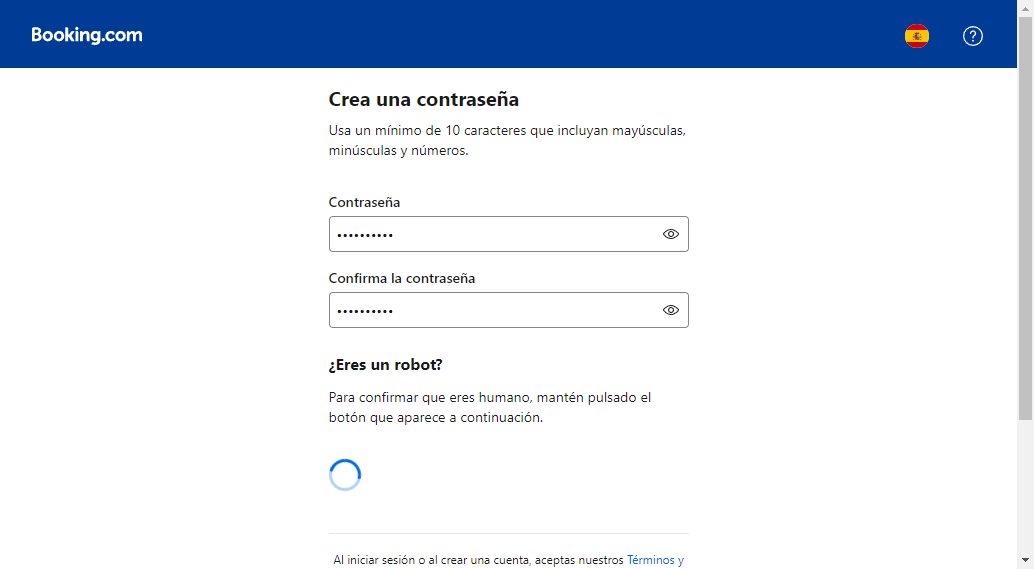 Booking.com
Crea una contraseña
Usa un mínimo de 10 caracteres que incluyan mayúsculas,
minúsculas y números.
Contraseña
••••••••••
Confirma la contraseña
••••••••••
¿Eres un robot?
Para confirmar que eres humano, mantén pulsado el
botón que aparece a continuación.
Al iniciar sesión o al crear una cuenta, aceptas nuestros Términos y